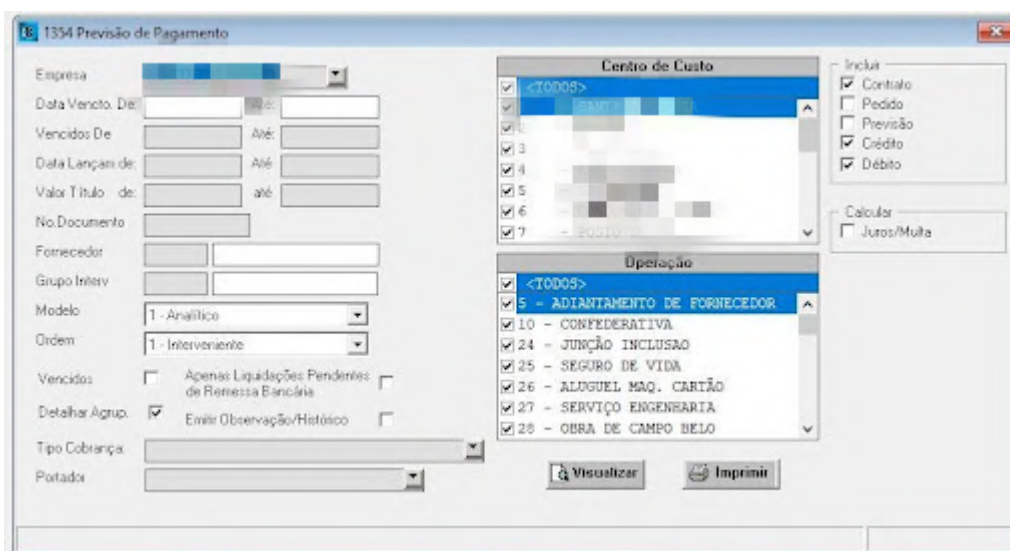 1354 Previsão de Pagamento
Empresa
Data Vencto. De: Até:
Vencidos De Até:
Data Lançam de: Até
Valor Título de: até
No.Documento
Fornecedor
Grupo Interv
Modelo 1 - Analítico
Ordem 1 - Interveniente
Vencidos Apenas Liquidações Pendentes
de Remessa Bancária
Detalhar Agrup. Emitir Observação/Histórico
Tipo Cobrança:
Portador
Centro de Custo
<TODOS>
2
3
4 -
5 -
6 -
7 - POSTO
Operação
<TODOS>
5 - ADIANTAMENTO DE FORNECEDOR
10 - CONFEDERATIVA
24 - JUNÇÃO INCLUSAO
25 - SEGURO DE VIDA
26 - ALUGUEL MAQ. CARTÃO
27 - SERVIÇO ENGENHARIA
28 - OBRA DE CAMPO BELO
Visualizar Imprimir
Incluir
Contrato
Pedido
Previsão
Crédito
Débito
Calcular
Juros/Multa